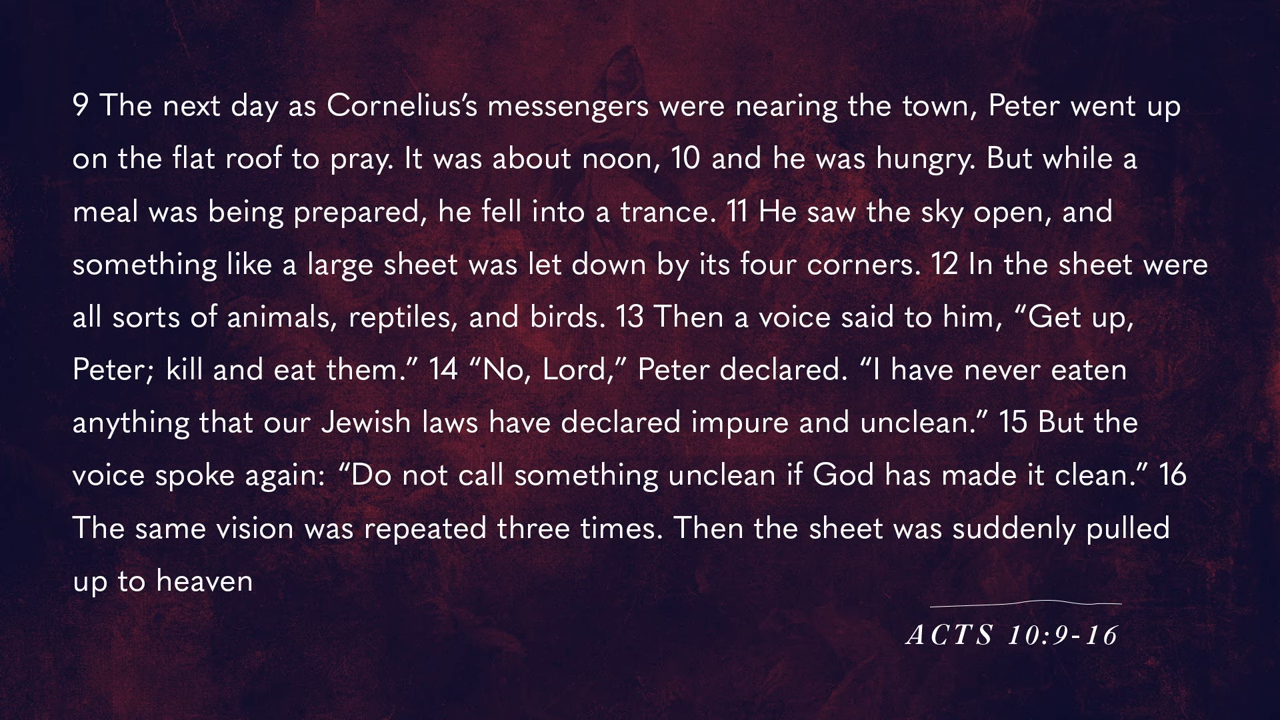 9 The next day as Cornelius’s messengers were nearing the town, Peter went up
on the flat roof to pray. It was about noon, 10 and he was hungry. But while a
meal was being prepared, he fell into a trance. 11 He saw the sky open, and
something like a large sheet was let down by its four corners. 12 In the sheet were
all sorts of animals, reptiles, and birds. 13 Then a voice said to him, “Get up,
Peter; kill and eat them.” 14 “No, Lord,” Peter declared. “I have never eaten
anything that our Jewish laws have declared impure and unclean.” 15 But the
voice spoke again: “Do not call something unclean if God has made it clean.” 16
The same vision was repeated three times. Then the sheet was suddenly pulled
up to heaven
ACTS 10:9-16